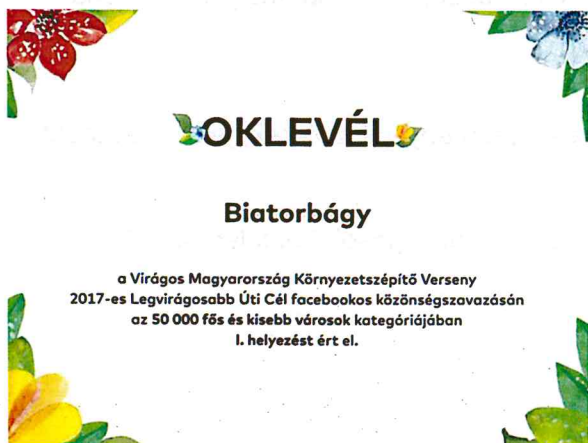 OKLEVÉL
Biatorbágy
a Virágos Magyarország Környezetszépítő Verseny
2017-es Legvirágosabb Úti Cél facebookos közönségszavazásán
az 50 000 fős és kisebb városok kategóriájában
I. helyezést ért el.